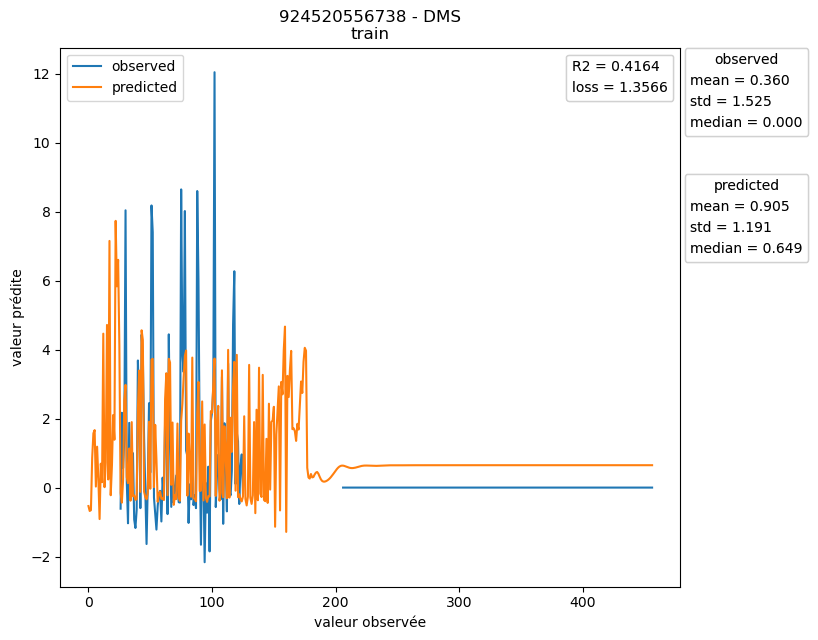 924520556738 - DMS
train
observed
predicted
R2 = 0.4164
loss = 1.3566
observed
mean = 0.360
std = 1.525
median = 0.000
predicted
mean = 0.905
std = 1.191
median = 0.649
valeur prédite
12
10
8
6
4
2
0
−2
0
100
200
300
400
valeur observée